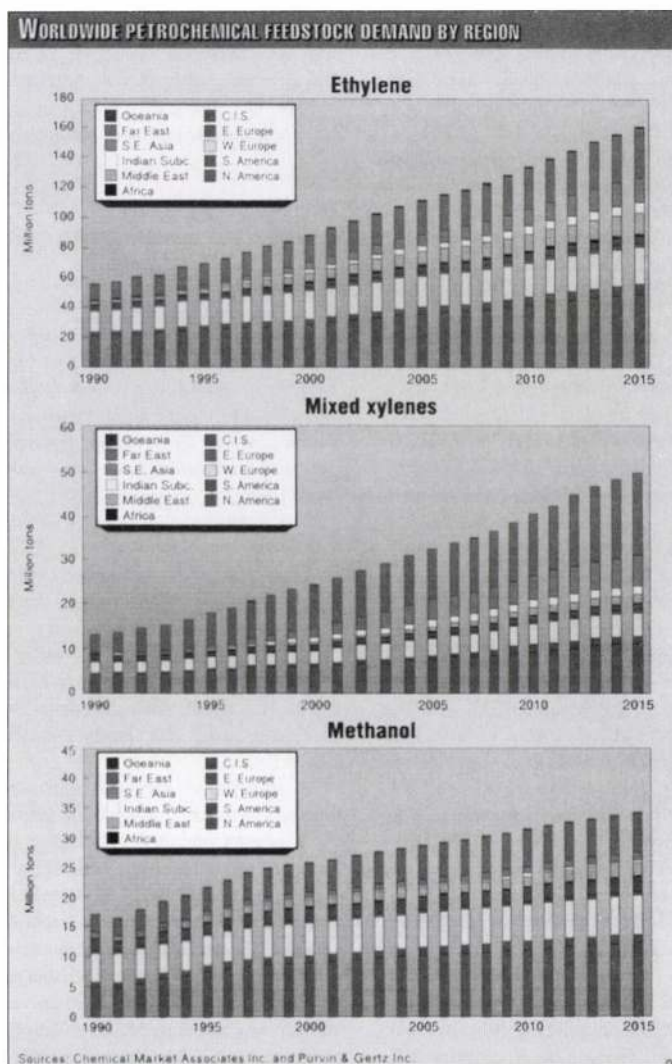 WORLDWIDE PETROCHEMICAL FEEDSTOCK DEMAND BY REGION
Ethylene
180
160
140
120
100
80
60
40
20
0
Million tons
Oceania C.I.S.
Far East E. Europe
S.E. Asia W. Europe
Indian Subc. S. America
Middle East N. America
Africa
1990 1995 2000 2005 2010 2015
Mixed xylenes
60
50
40
30
20
10
0
Million tons
Oceania C.I.S.
Far East E. Europe
S.E. Asia W. Europe
Indian Subc. S. America
Middle East N. America
Africa
1990 1995 2000 2005 2010 2015
Methanol
45
40
35
30
25
20
15
10
5
0
Million tons
Oceania C.I.S.
Far East E. Europe
S.E. Asia W. Europe
Indian Subc. S. America
Middle East N. America
Africa
1990 1995 2000 2005 2010 2015
Sources: Chemical Market Associates Inc. and Purvin & Gertz Inc.